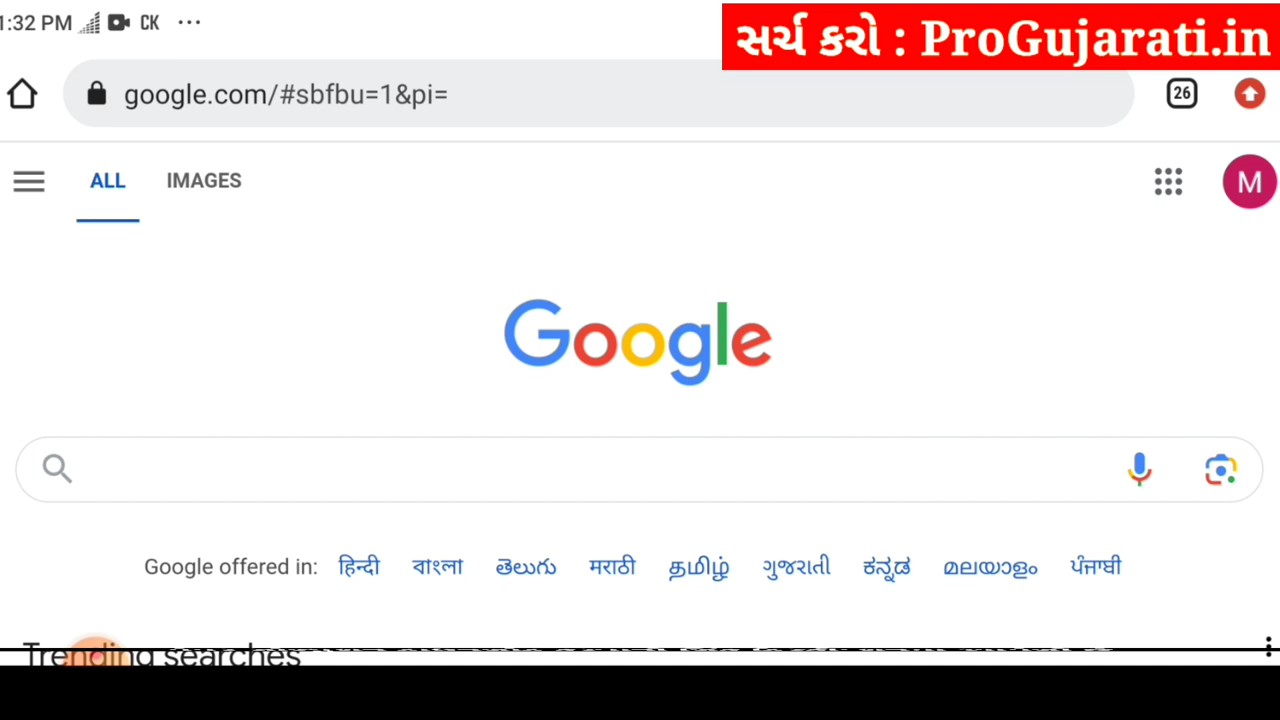 1:32 PM CK ...
સર્ચ કરો : ProGujarati.in
google.com/#sbfbu=1&pi=
26
ALL IMAGES
M
Google
Google offered in: हिन्दी বাংলা తెలుగు मराठी தமிழ் ગુજરાતી ಕನ್ನಡ മലയാളം ਪੰਜਾਬੀ
Trending searches